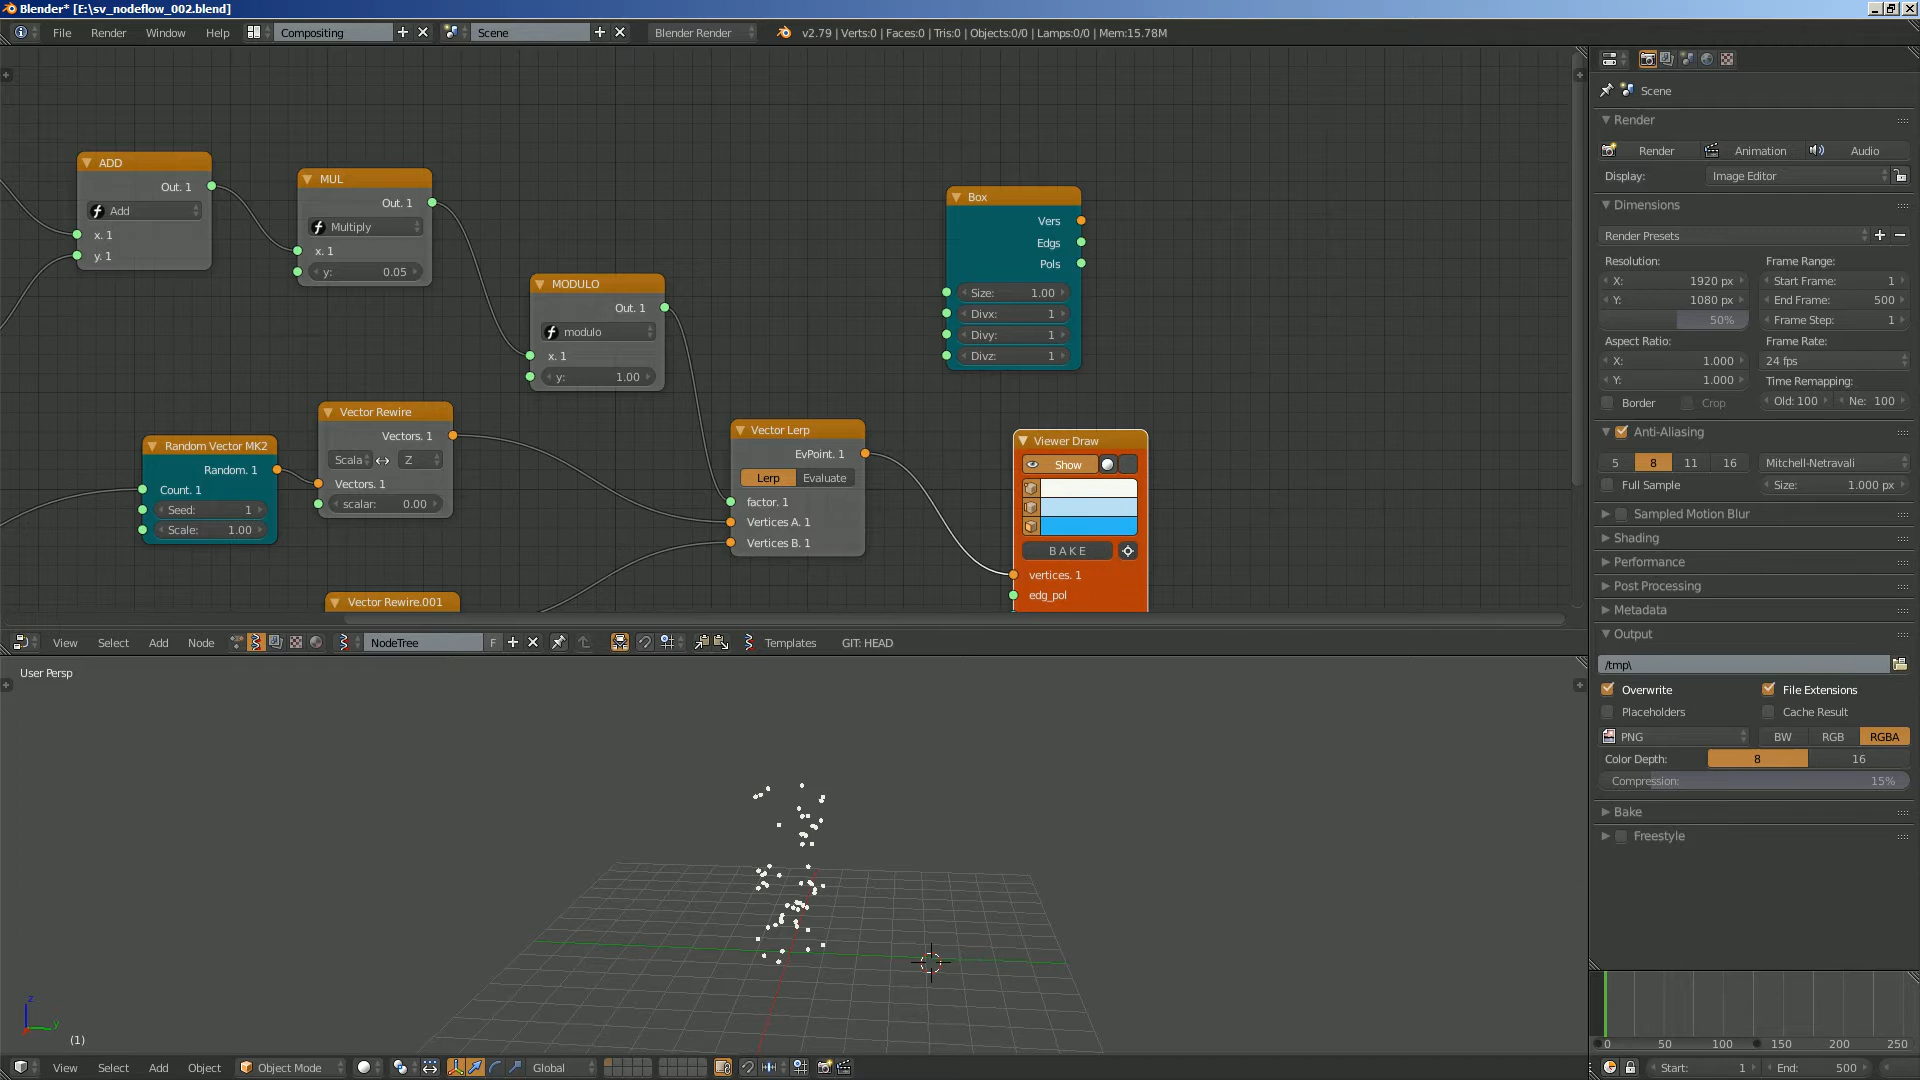 Blender* [E:\sv_nodeflow_002.blend]
File Render Window Help Compositing Scene Blender Render v2.79 | Verts:0 | Faces:0 | Tris:0 | Objects:0/0 | Lamps:0/0 | Mem:15.78M
ADD
Out. 1
Add
x. 1
y. 1
MUL
Out. 1
Multiply
x. 1
y: 0.05
MODULO
Out. 1
modulo
x. 1
y: 1.00
Box
Vers
Edgs
Pols
Size: 1.00
Divx: 1
Divy: 1
Divz: 1
Random Vector MK2
Random. 1
Count. 1
Seed: 1
Scale: 1.00
Vector Rewire
Vectors. 1
Scala Z
Vectors. 1
scalar: 0.00
Vector Rewire.001
Vector Lerp
EvPoint. 1
Lerp Evaluate
factor. 1
Vertices A. 1
Vertices B. 1
Viewer Draw
Show
BAKE
vertices. 1
edg_pol
View Select Add Node NodeTree F Templates GIT: HEAD
User Persp
z
y
(1)
View Select Add Object Object Mode Global
Scene
Render
Render Animation Audio
Display: Image Editor
Dimensions
Render Presets
Resolution: Frame Range:
X: 1920 px Start Frame: 1
Y: 1080 px End Frame: 500
50% Frame Step: 1
Aspect Ratio: Frame Rate:
X: 1.000 24 fps
Y: 1.000 Time Remapping:
Border Crop Old: 100 Ne: 100
Anti-Aliasing
5 8 11 16 Mitchell-Netravali
Full Sample Size: 1.000 px
Sampled Motion Blur
Shading
Performance
Post Processing
Metadata
Output
/tmp\
Overwrite File Extensions
Placeholders Cache Result
PNG BW RGB RGBA
Color Depth: 8 16
Compression: 15%
Bake
Freestyle
0 50 100 150 200 250
Start: 1 End: 500